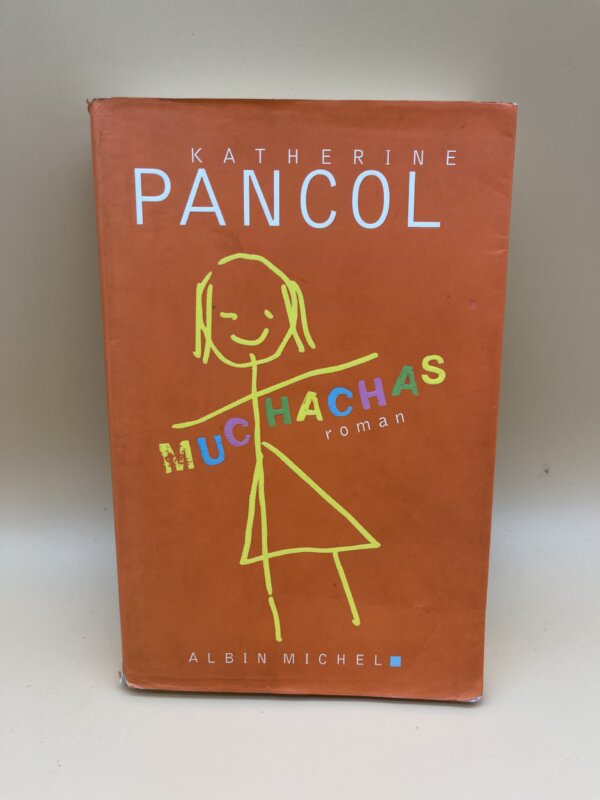 KATHERINE
PANCOL
MUCHACHAS
roman
ALBIN MICHEL